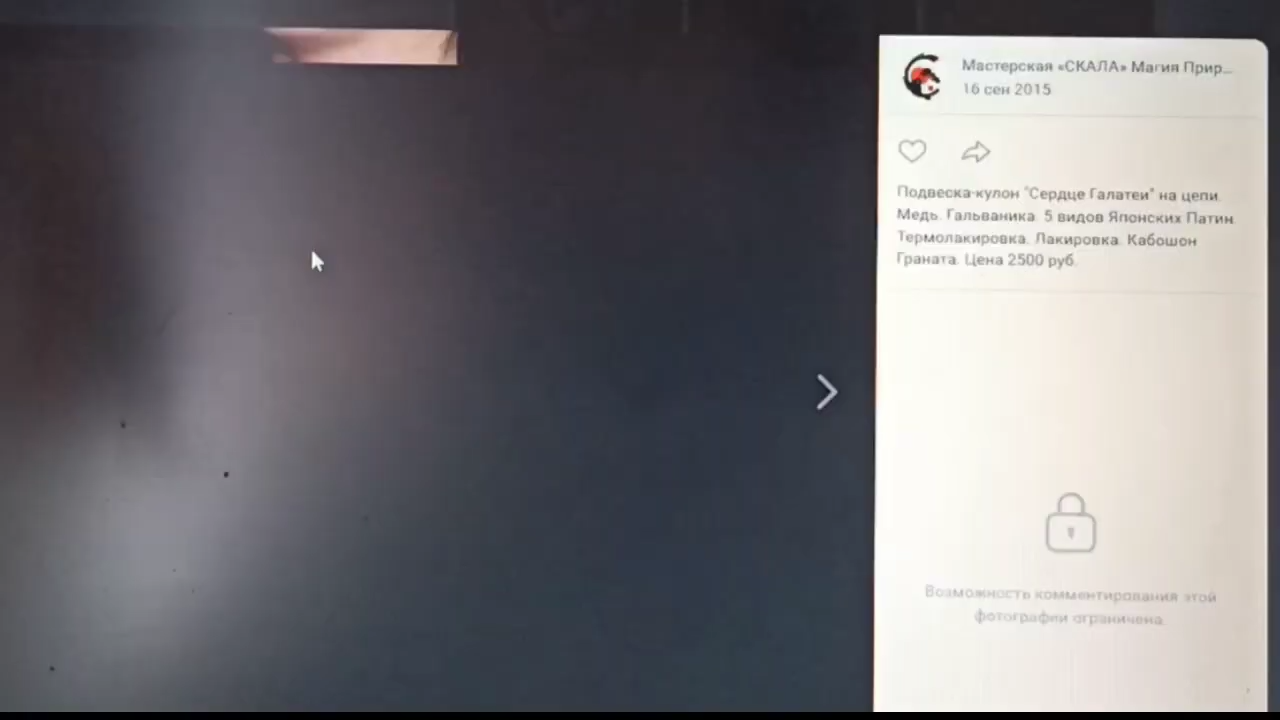 Мастерская «СКАЛА» Магия Прир...
16 сен 2015
Подвеска-кулон "Сердце Галатеи" на цепи.
Медь. Гальваника. 5 видов Японских Патин.
Термолакировка. Лакировка. Кабошон
Граната. Цена 2500 руб.
Возможность комментирования этой
фотографии ограничена.